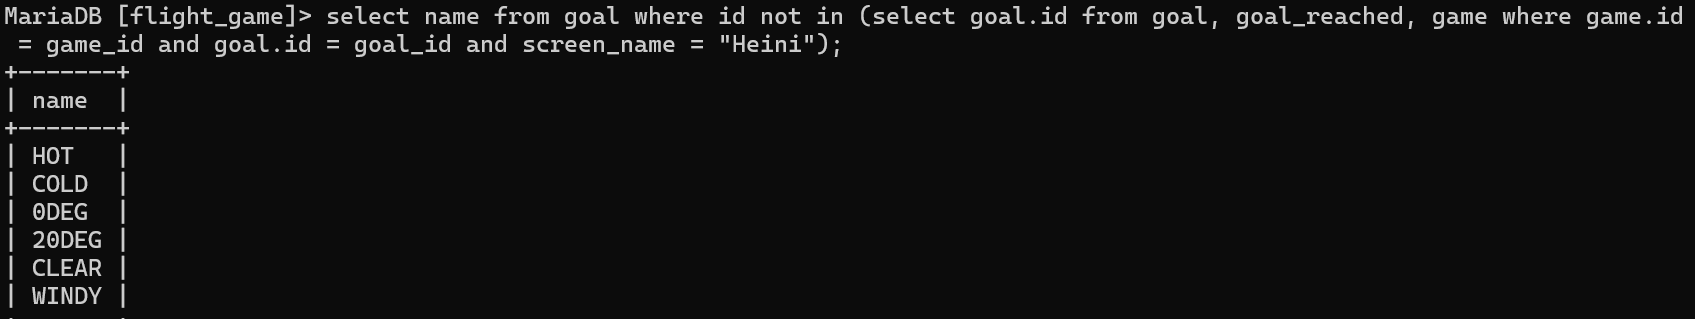 MariaDB [flight_game]> select name from goal where id not in (select goal.id from goal, goal_reached, game where game.id
 = game_id and goal.id = goal_id and screen_name = "Heini");
+-------+
| name  |
+-------+
| HOT   |
| COLD  |
| 0DEG  |
| 20DEG |
| CLEAR |
| WINDY |